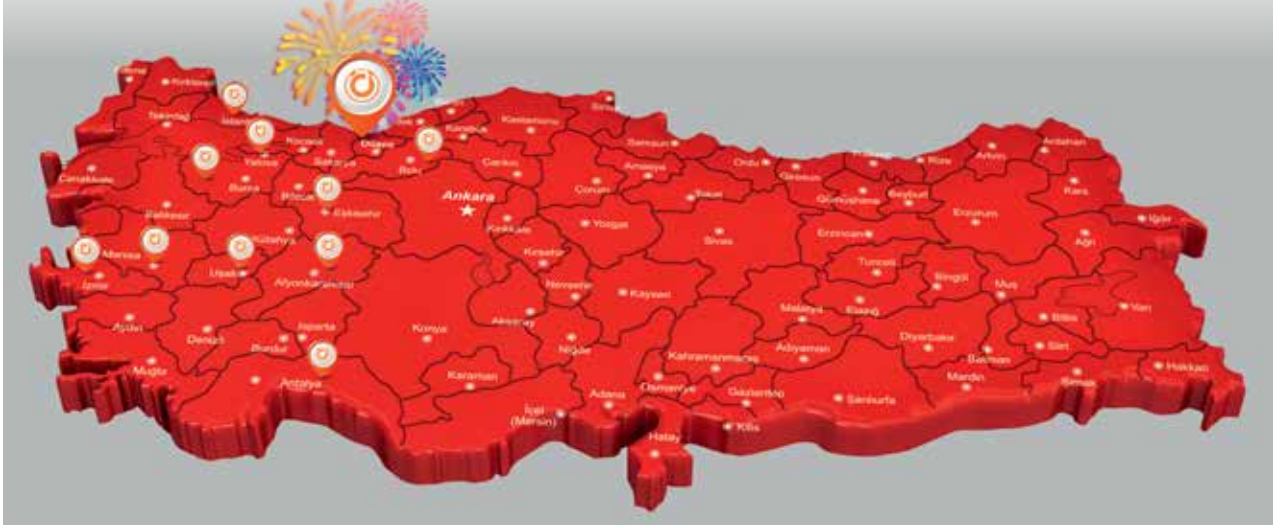 Kırklareli
Tekirdağ
İstanbul
Yalova
Kocaeli
Sakarya
Düzce
Bolu
Karabük
Kastamonu
Sinop
Samsun
Ordu
Giresun
Trabzon
Rize
Artvin
Ardahan
Çanakkale
Bursa
Bilecik
Eskişehir
Ankara
Çankırı
Çorum
Amasya
Tokat
Gümüşhane
Bayburt
Erzurum
Kars
Iğdır
Ağrı
Balıkesir
Kütahya
Kırıkkale
Yozgat
Sivas
Erzincan
Tunceli
Bingöl
Muş
Van
Manisa
İzmir
Uşak
Afyonkarahisar
Kırşehir
Nevşehir
Kayseri
Malatya
Elazığ
Bitlis
Aydın
Denizli
Isparta
Burdur
Konya
Aksaray
Niğde
Kahramanmaraş
Adıyaman
Diyarbakır
Batman
Siirt
Hakkari
Muğla
Antalya
Karaman
İçel
(Mersin)
Adana
Osmaniye
Gaziantep
Şanlıurfa
Mardin
Şırnak
Kilis
Hatay